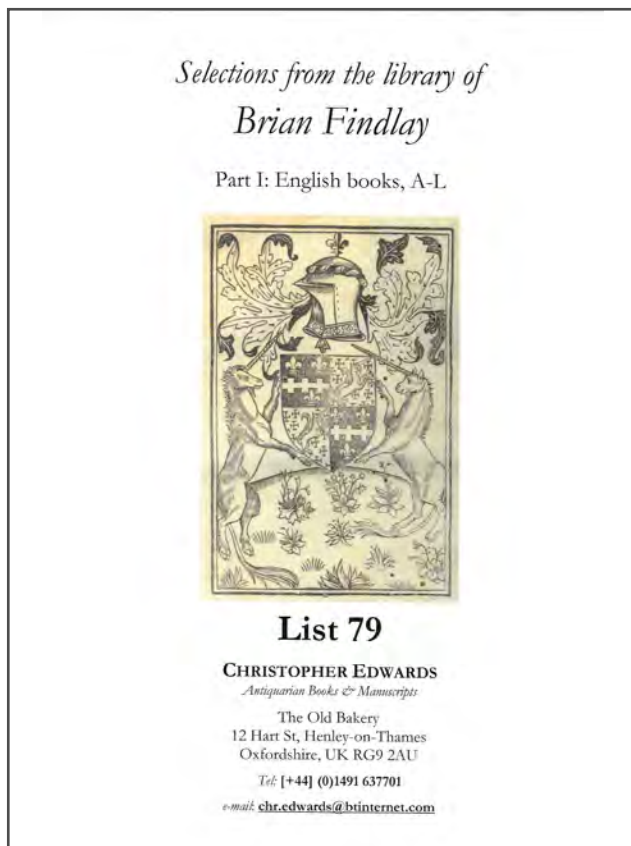 Selections from the library of
Brian Findlay
Part I: English books, A-L
List 79
CHRISTOPHER EDWARDS
Antiquarian Books & Manuscripts
The Old Bakery
12 Hart St, Henley-on-Thames
Oxfordshire, UK RG9 2AU
Tel: [+44] (0)1491 637701
e-mail: chr.edwards@btinternet.com